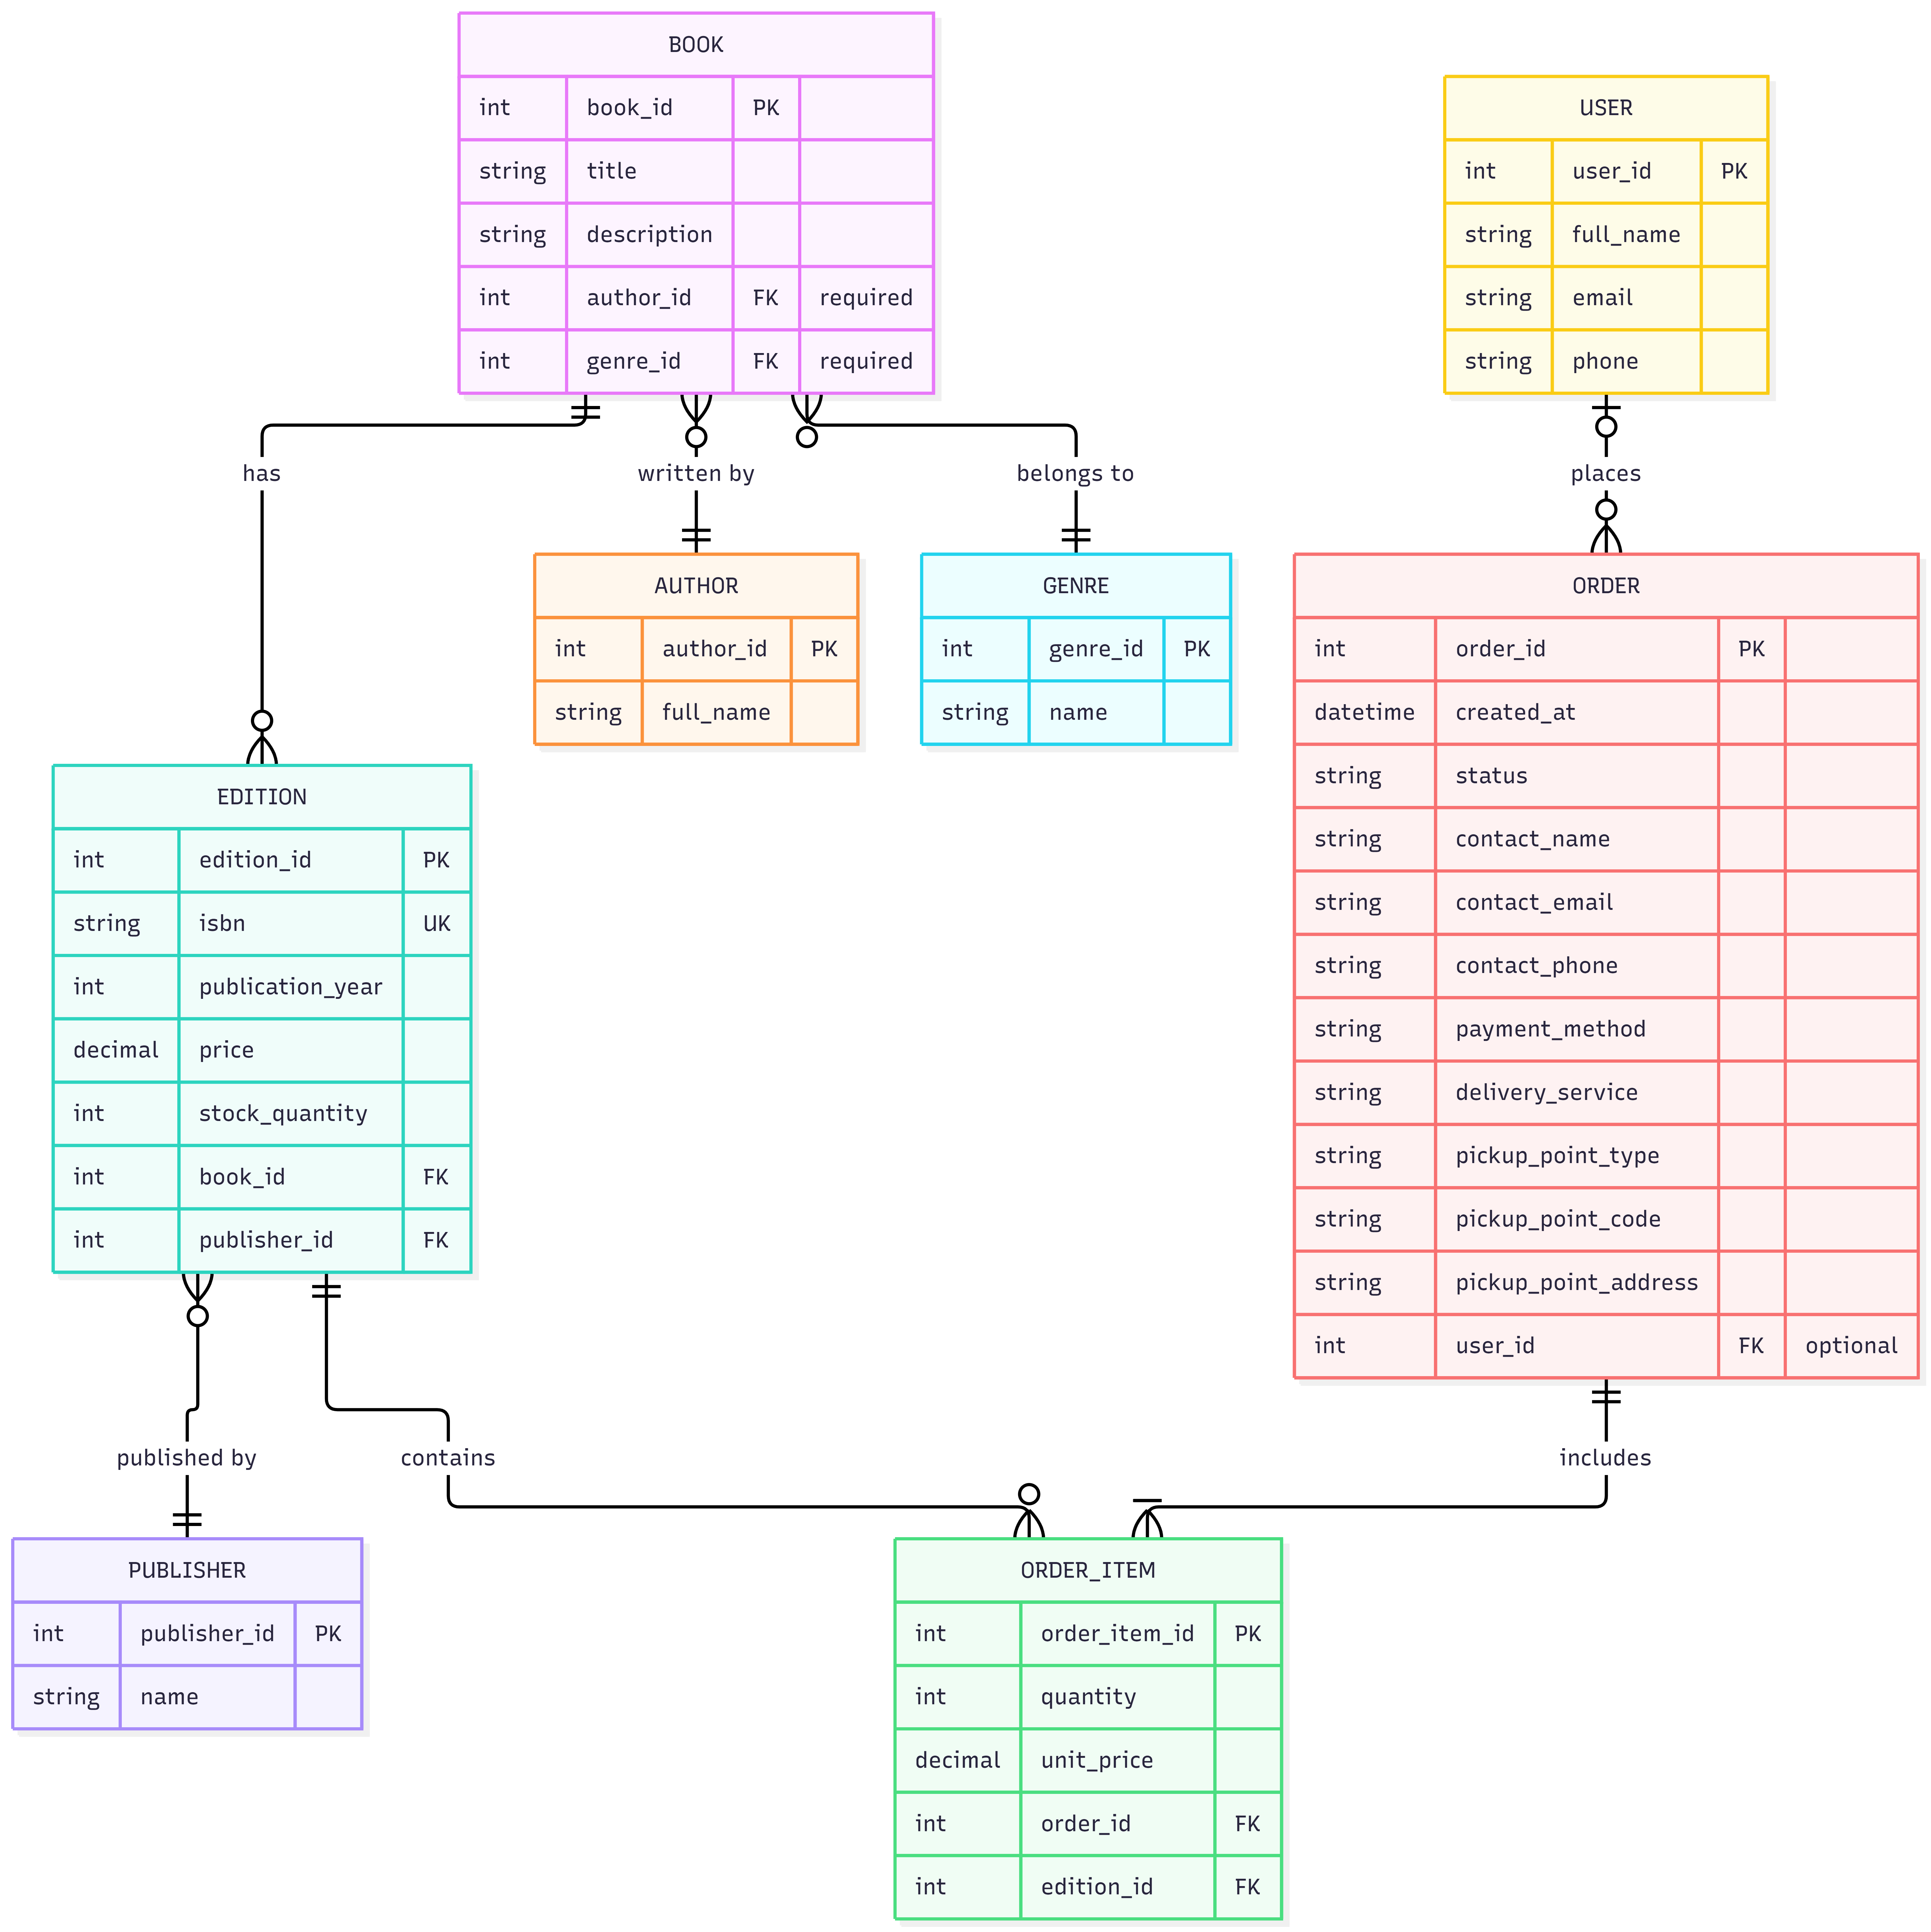 BOOK
int book_id PK
string title
string description
int author_id FK required
int genre_id FK required
USER
int user_id PK
string full_name
string email
string phone
has
written by
belongs to
places
AUTHOR
int author_id PK
string full_name
GENRE
int genre_id PK
string name
ORDER
int order_id PK
datetime created_at
string status
string contact_name
string contact_email
string contact_phone
string payment_method
string delivery_service
string pickup_point_type
string pickup_point_code
string pickup_point_address
int user_id FK optional
EDITION
int edition_id PK
string isbn UK
int publication_year
decimal price
int stock_quantity
int book_id FK
int publisher_id FK
published by
contains
includes
PUBLISHER
int publisher_id PK
string name
ORDER_ITEM
int order_item_id PK
int quantity
decimal unit_price
int order_id FK
int edition_id FK